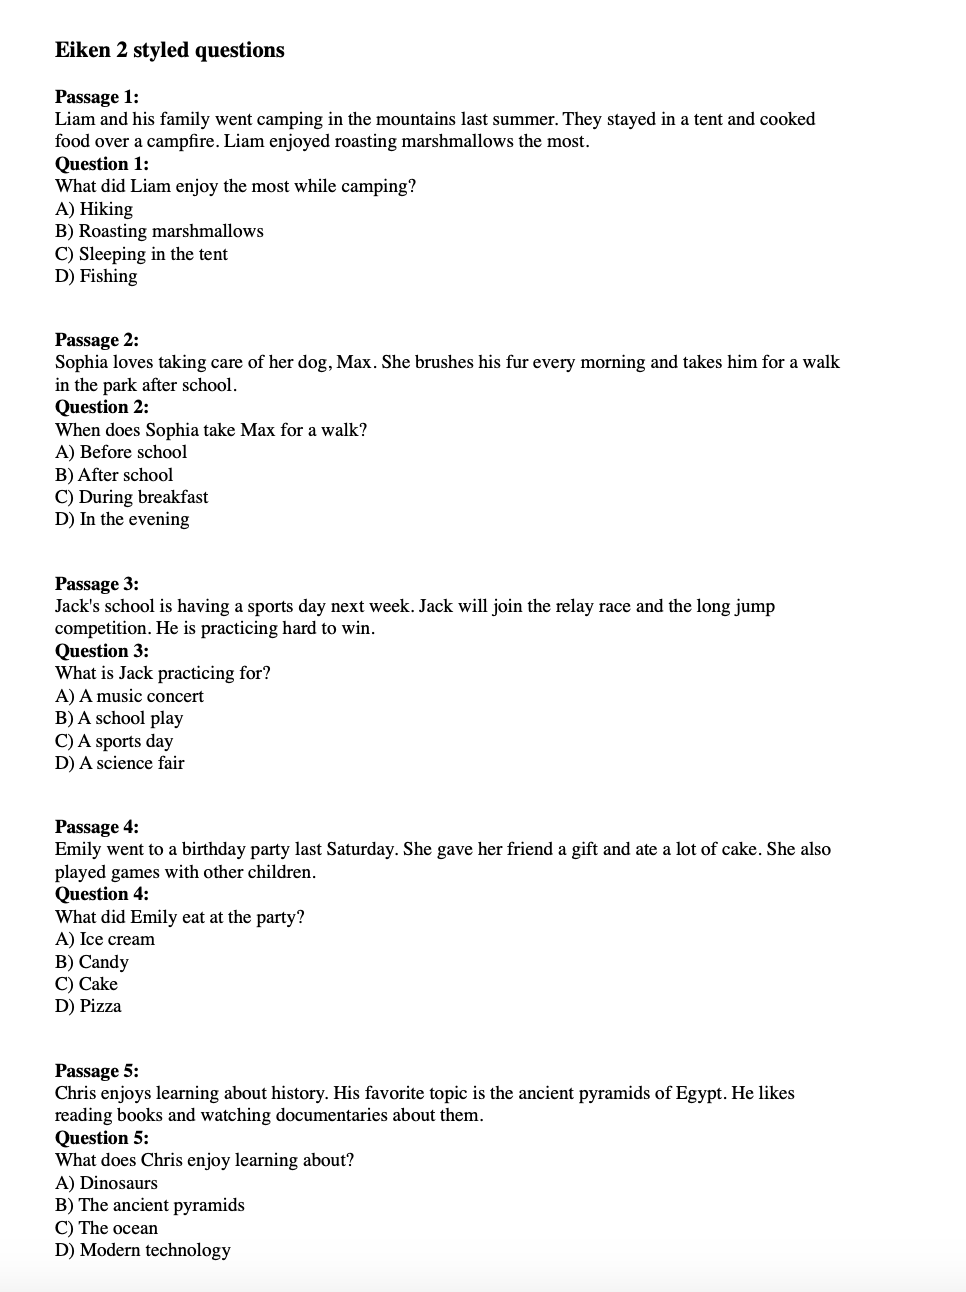 Eiken 2 styled questions
Passage 1:
Liam and his family went camping in the mountains last summer. They stayed in a tent and cooked
food over a campfire. Liam enjoyed roasting marshmallows the most.
Question 1:
What did Liam enjoy the most while camping?
A) Hiking
B) Roasting marshmallows
C) Sleeping in the tent
D) Fishing
Passage 2:
Sophia loves taking care of her dog, Max. She brushes his fur every morning and takes him for a walk
in the park after school.
Question 2:
When does Sophia take Max for a walk?
A) Before school
B) After school
C) During breakfast
D) In the evening
Passage 3:
Jack's school is having a sports day next week. Jack will join the relay race and the long jump
competition. He is practicing hard to win.
Question 3:
What is Jack practicing for?
A) A music concert
B) A school play
C) A sports day
D) A science fair
Passage 4:
Emily went to a birthday party last Saturday. She gave her friend a gift and ate a lot of cake. She also
played games with other children.
Question 4:
What did Emily eat at the party?
A) Ice cream
B) Candy
C) Cake
D) Pizza
Passage 5:
Chris enjoys learning about history. His favorite topic is the ancient pyramids of Egypt. He likes
reading books and watching documentaries about them.
Question 5:
What does Chris enjoy learning about?
A) Dinosaurs
B) The ancient pyramids
C) The ocean
D) Modern technology